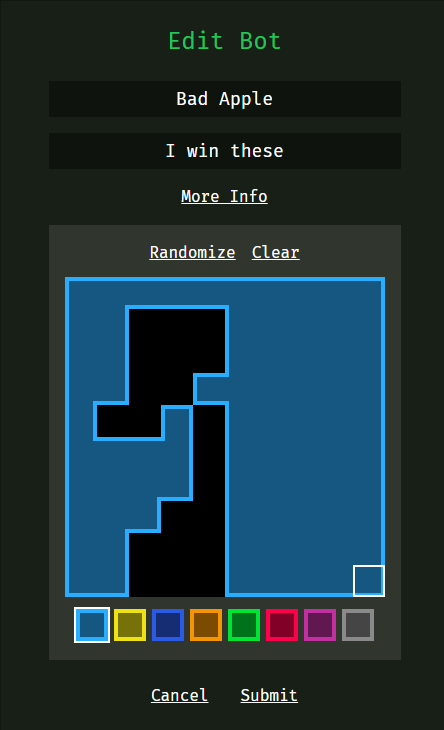 Edit Bot
Bad Apple
I win these
More Info
Randomize Clear
Cancel Submit